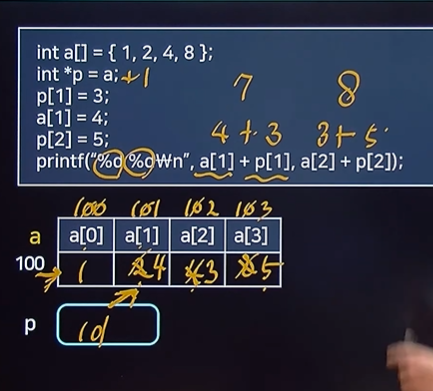 int a[] = { 1, 2, 4, 8 };
int *p = a;+1
p[1] = 3;
a[1] = 4;
p[2] = 5;
7 8
4+3 3+5
printf("%d %d₩n", a[1] + p[1], a[2] + p[2]);
100 101 102 103
a a[0] a[1] a[2] a[3]
100 1 2 4 4 3 8 5
p 101